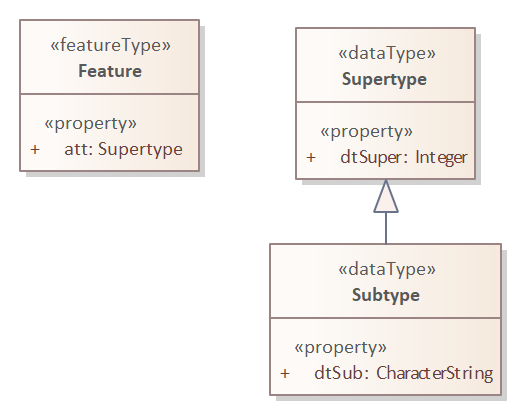 «featureType»
Feature
«property»
+ att: Supertype
«dataType»
Supertype
«property»
+ dtSuper: Integer
«dataType»
Subtype
«property»
+ dtSub: CharacterString